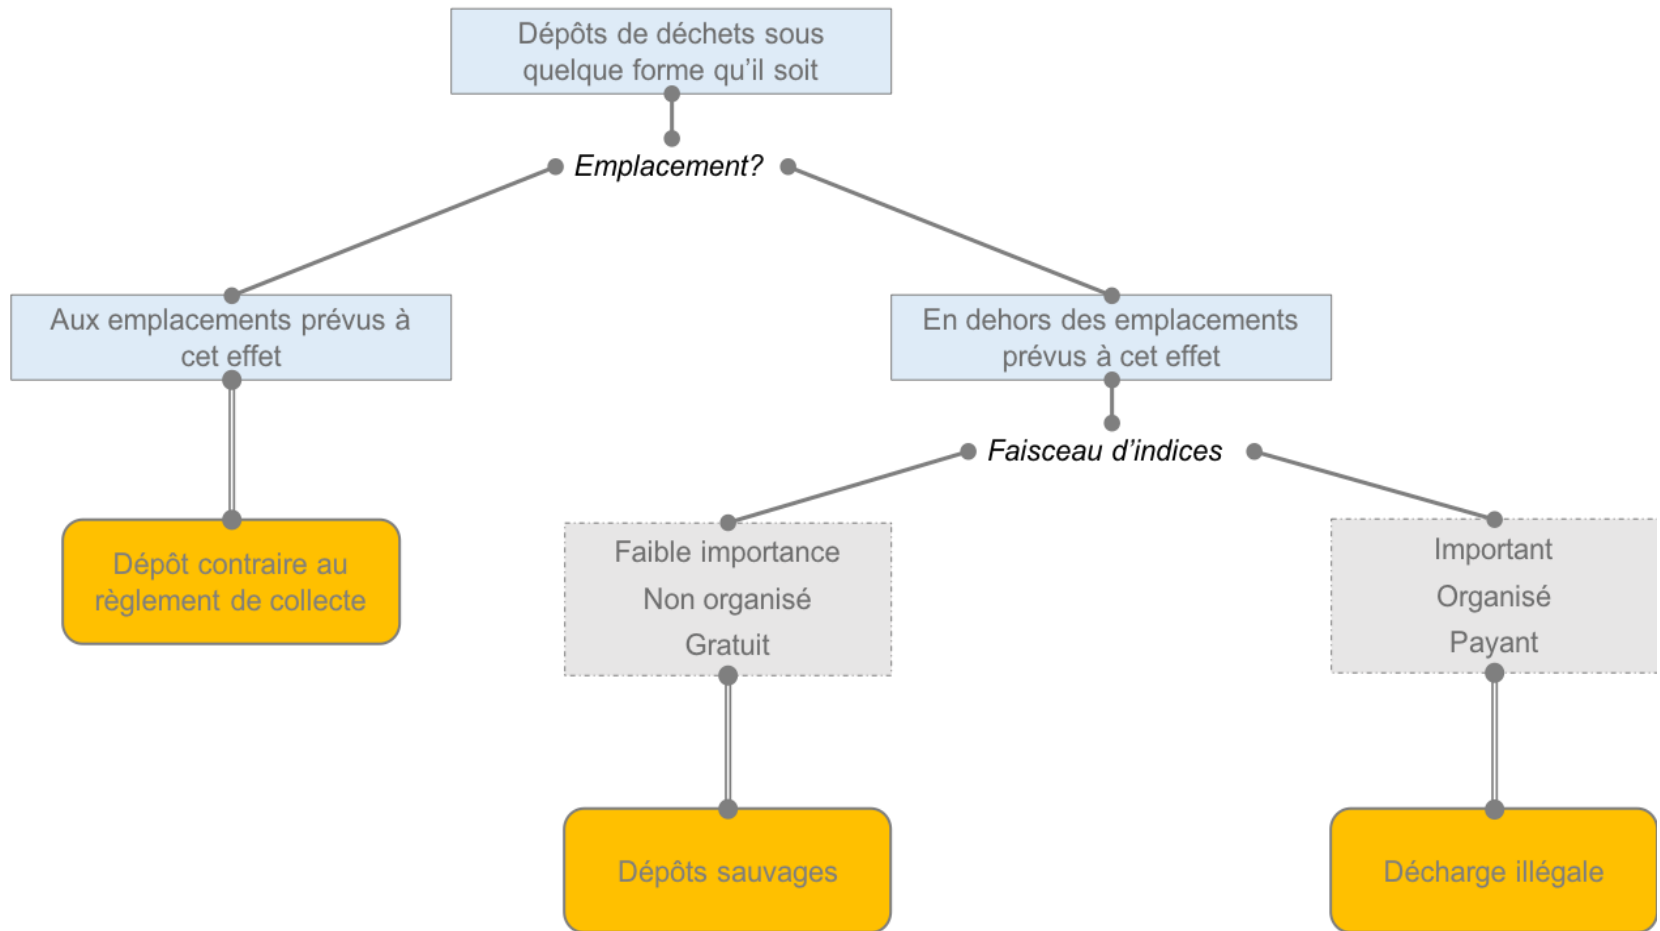 Dépôts de déchets sous
quelque forme qu’il soit
Emplacement?
Aux emplacements prévus à
cet effet
En dehors des emplacements
prévus à cet effet
Faisceau d’indices
Dépôt contraire au
règlement de collecte
Faible importance
Non organisé
Gratuit
Important
Organisé
Payant
Dépôts sauvages
Décharge illégale